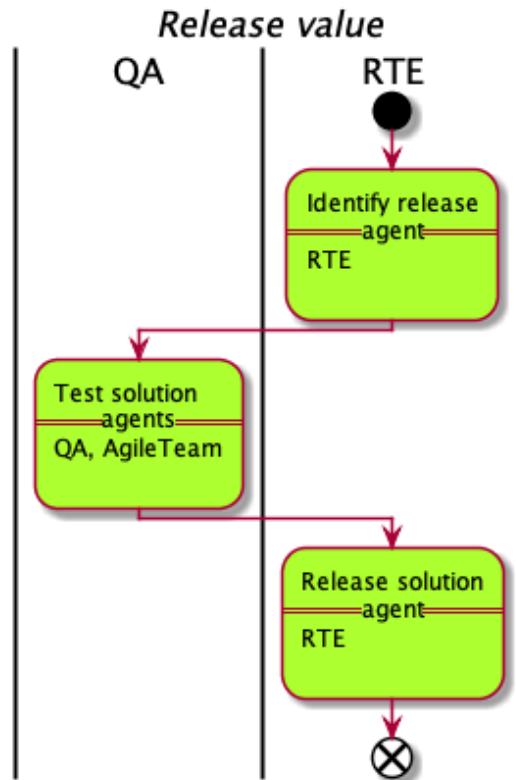 Release value
QA
RTE
Identify release
agent
RTE
Test solution
agents
QA, AgileTeam
Release solution
agent
RTE